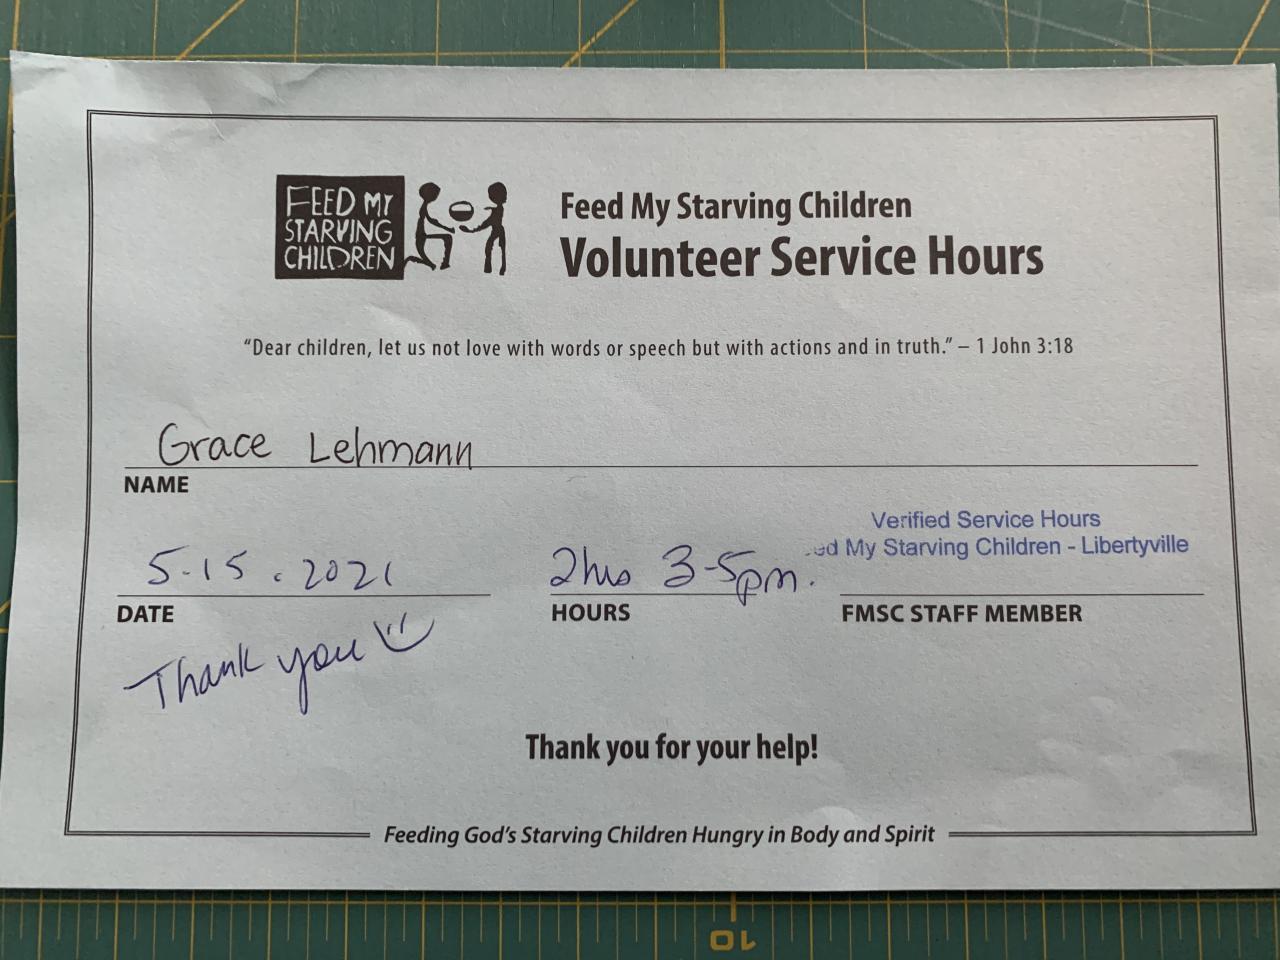 FEED MY
STARVING
CHILDREN
Feed My Starving Children
Volunteer Service Hours
“Dear children, let us not love with words or speech but with actions and in truth.” – 1 John 3:18
Grace Lehmann
NAME
Verified Service Hours
ed My Starving Children - Libertyville
5.15.2021 2hrs 3-5pm.
DATE HOURS FMSC STAFF MEMBER
Thank you
Thank you for your help!
Feeding God's Starving Children Hungry in Body and Spirit
10